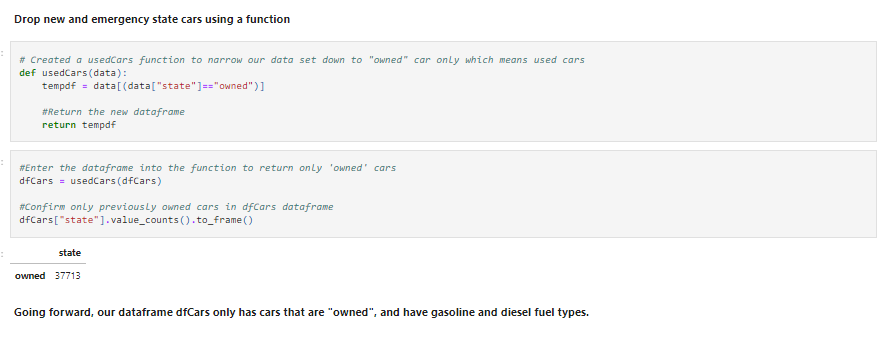 Drop new and emergency state cars using a function
:
# Created a usedCars function to narrow our data set down to "owned" car only which means used cars
def usedCars(data):
    tempdf = data[(data["state"]=="owned")]
    #Return the new dataframe
    return tempdf
:
#Enter the dataframe into the function to return only 'owned' cars
dfCars = usedCars(dfCars)
#Confirm only previously owned cars in dfCars dataframe
dfCars["state"].value_counts().to_frame()
:
state
owned 37713
Going forward, our dataframe dfCars only has cars that are "owned", and have gasoline and diesel fuel types.